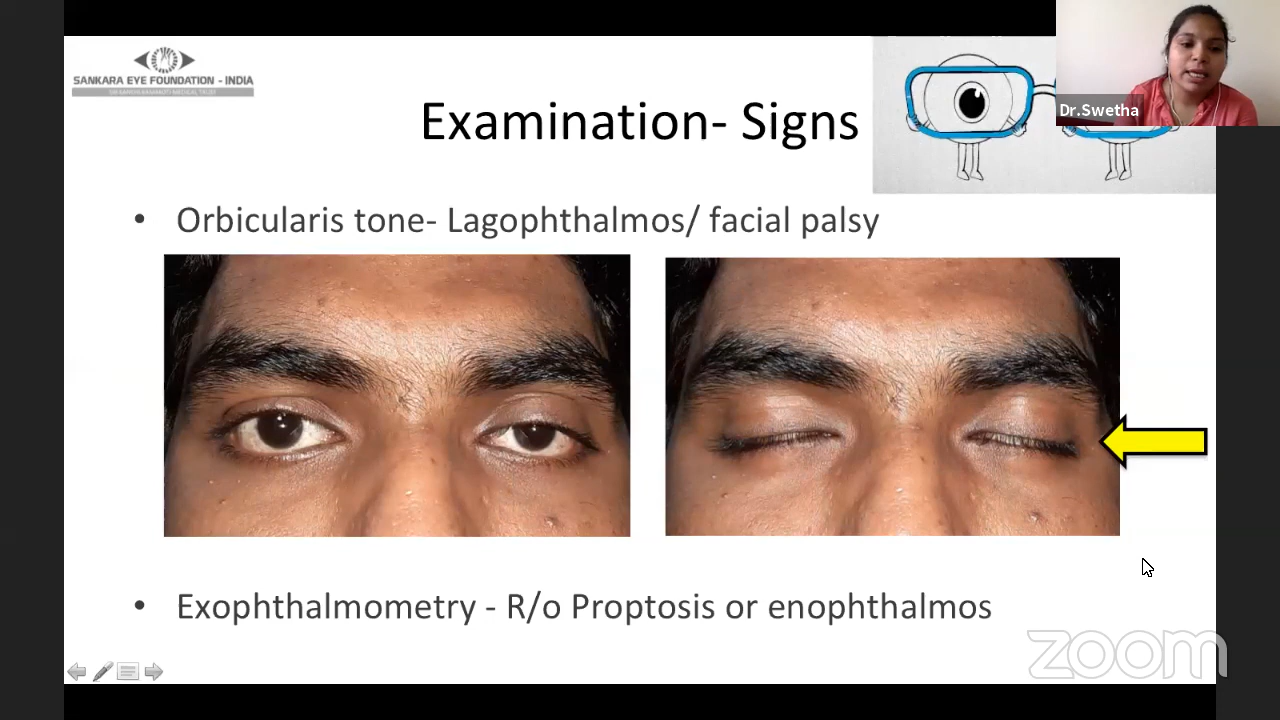 SANKARA EYE FOUNDATION - INDIA
Examination- Signs
Dr.Swetha
• Orbicularis tone- Lagophthalmos/ facial palsy
• Exophthalmometry - R/o Proptosis or enophthalmos
zoom